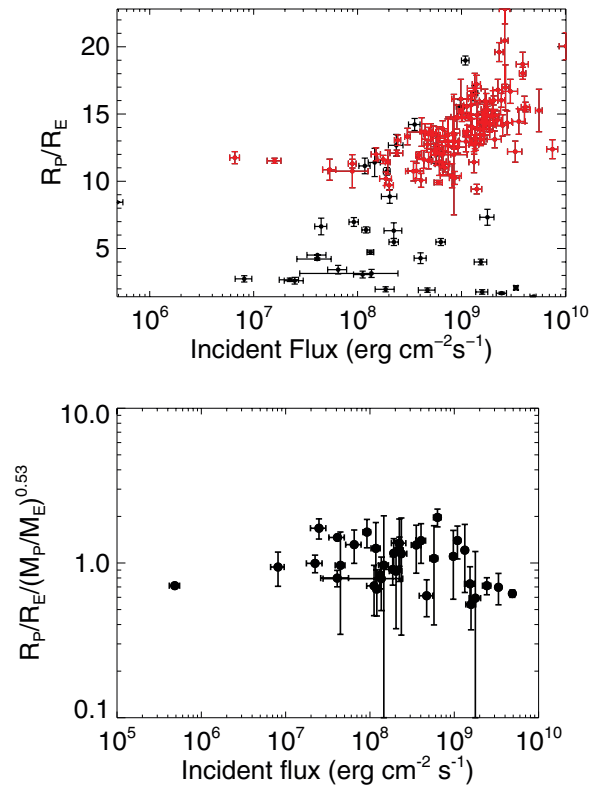 20
15
10
5
R_P/R_E
10^6 10^7 10^8 10^9 10^10
Incident Flux (erg cm^−2 s^−1)
10.0
1.0
0.1
R_P/R_E/(M_P/M_E)^0.53
10^5 10^6 10^7 10^8 10^9 10^10
Incident flux (erg cm^-2 s^-1)